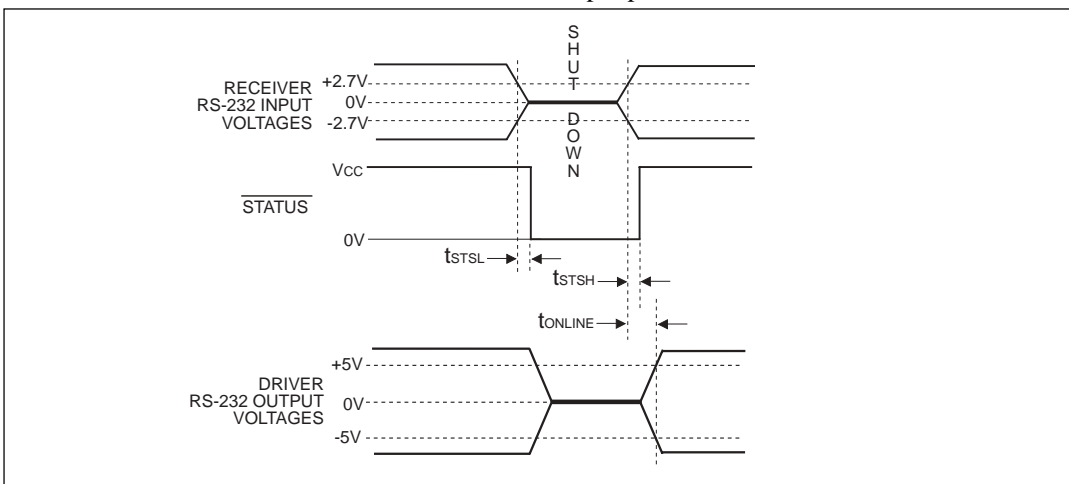 S
H
U
T
D
O
W
N
RECEIVER
RS-232 INPUT
VOLTAGES
+2.7V
0V
-2.7V
VCC
STATUS
0V
tSTSL
tSTSH
tONLINE
DRIVER
RS-232 OUTPUT
VOLTAGES
+5V
0V
-5V